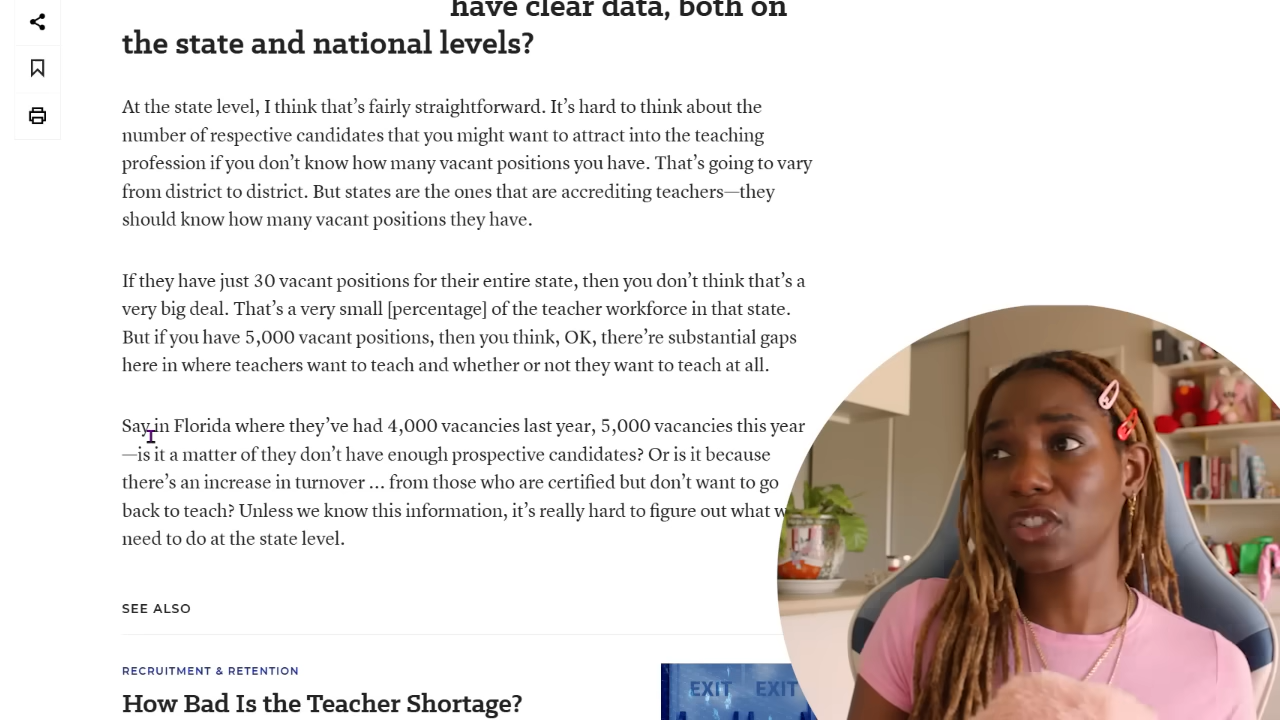 have clear data, both on
the state and national levels?
At the state level, I think that’s fairly straightforward. It’s hard to think about the
number of respective candidates that you might want to attract into the teaching
profession if you don’t know how many vacant positions you have. That’s going to vary
from district to district. But states are the ones that are accrediting teachers—they
should know how many vacant positions they have.
If they have just 30 vacant positions for their entire state, then you don’t think that’s a
very big deal. That’s a very small [percentage] of the teacher workforce in that state.
But if you have 5,000 vacant positions, then you think, OK, there’re substantial gaps
here in where teachers want to teach and whether or not they want to teach at all.
Say in Florida where they’ve had 4,000 vacancies last year, 5,000 vacancies this year
—is it a matter of they don’t have enough prospective candidates? Or is it because
there’s an increase in turnover … from those who are certified but don’t want to go
back to teach? Unless we know this information, it’s really hard to figure out what
need to do at the state level.
SEE ALSO
RECRUITMENT & RETENTION
EXIT EXIT
How Bad Is the Teacher Shortage?